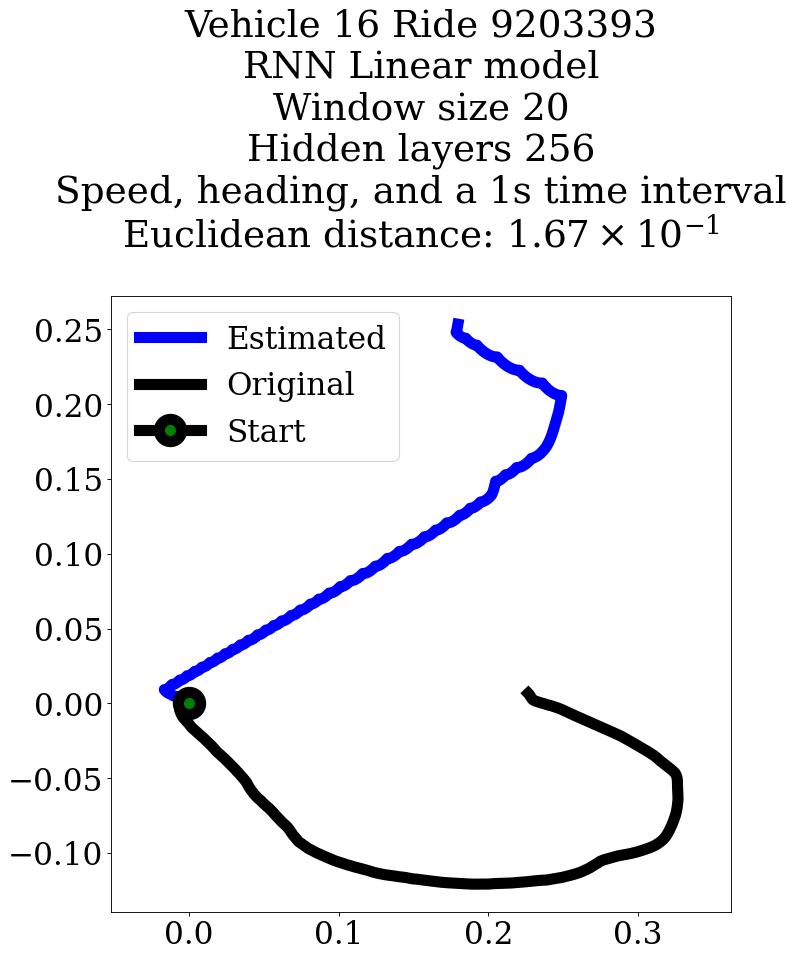 Vehicle 16 Ride 9203393
RNN Linear model
Window size 20
Hidden layers 256
Speed, heading, and a 1s time interval
Euclidean distance: 1.67 × 10⁻¹
Estimated
Original
Start
0.25
0.20
0.15
0.10
0.05
0.00
−0.05
−0.10
0.0 0.1 0.2 0.3